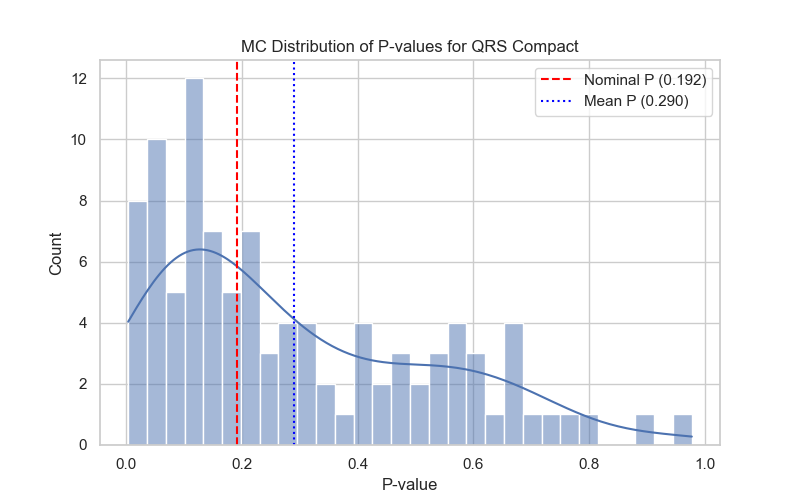 MC Distribution of P-values for QRS Compact
Nominal P (0.192)
Mean P (0.290)
Count
12
10
8
6
4
2
0
0.0 0.2 0.4 0.6 0.8 1.0
P-value